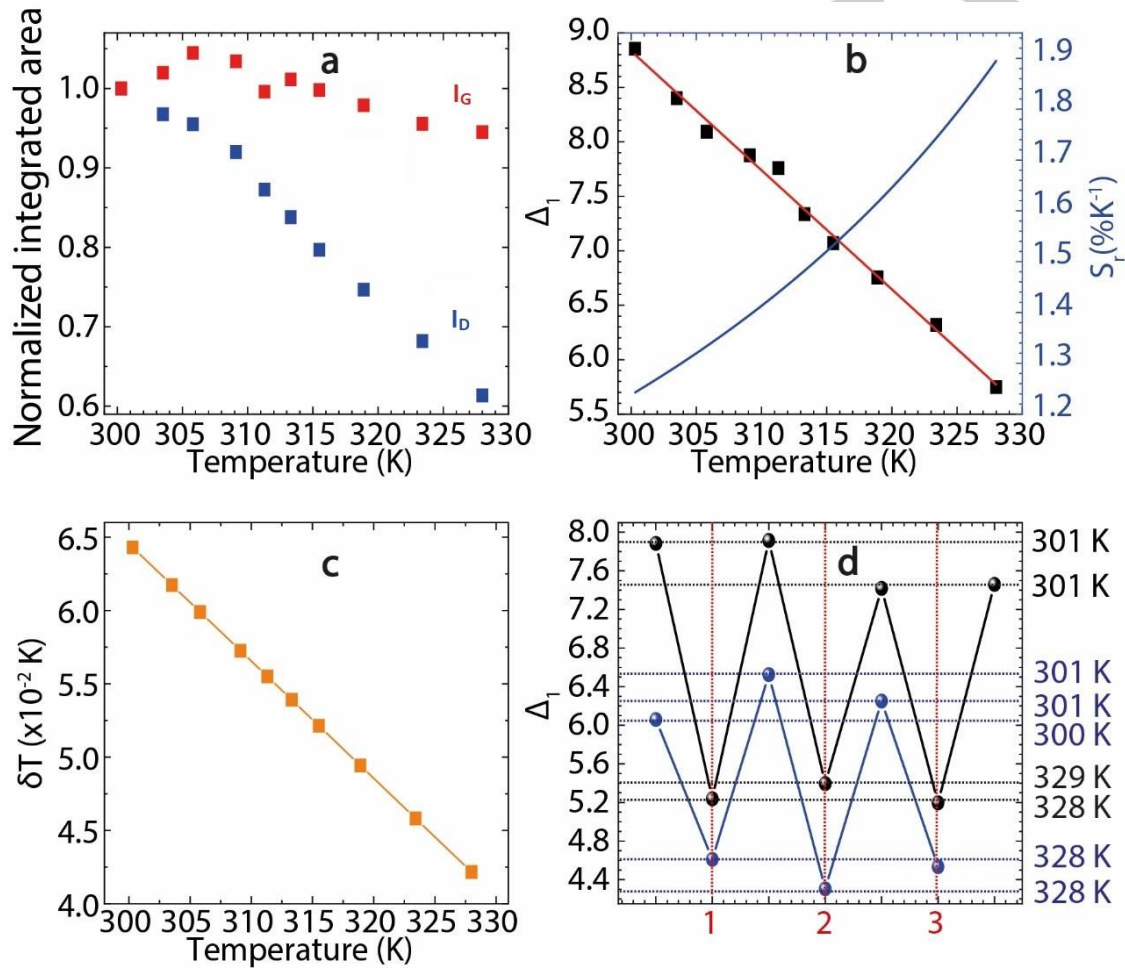 a
Normalized integrated area
1.0
0.9
0.8
0.7
0.6
I_G
I_D
300 305 310 315 320 325 330
Temperature (K)
b
Δ₁
9.0
8.5
8.0
7.5
7.0
6.5
6.0
5.5
1.9
1.8
1.7
1.6
1.5
1.4
1.3
1.2
S_r(%K⁻¹)
300 305 310 315 320 325 330
Temperature (K)
c
δT (x10⁻² K)
6.5
6.0
5.5
5.0
4.5
4.0
300 305 310 315 320 325 330
Temperature (K)
d
Δ₁
8.0
7.6
7.2
6.8
6.4
6.0
5.6
5.2
4.8
4.4
301 K
301 K
301 K
301 K
300 K
329 K
328 K
328 K
328 K
1 2 3